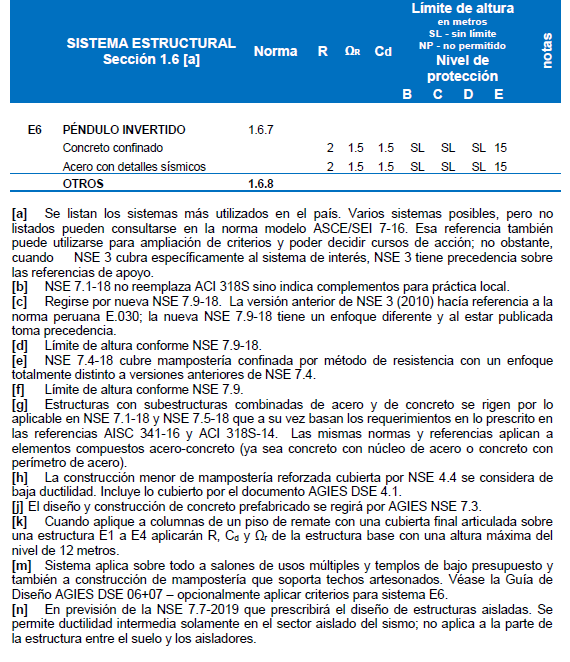 Límite de altura
en metros
SL - sin límite
NP - no permitido
SISTEMA ESTRUCTURAL
Sección 1.6 [a]
Norma R ΩR Cd
Nivel de
protección
notas
B C D E
E6 PÉNDULO INVERTIDO 1.6.7
Concreto confinado 2 1.5 1.5 SL SL SL 15
Acero con detalles sísmicos 2 1.5 1.5 SL SL SL 15
OTROS 1.6.8
[a] Se listan los sistemas más utilizados en el país. Varios sistemas posibles, pero no
listados pueden consultarse en la norma modelo ASCE/SEI 7-16. Esa referencia también
puede utilizarse para ampliación de criterios y poder decidir cursos de acción; no obstante,
cuando NSE 3 cubra específicamente al sistema de interés, NSE 3 tiene precedencia sobre
las referencias de apoyo.
[b] NSE 7.1-18 no reemplaza ACI 318S sino indica complementos para práctica local.
[c] Regirse por nueva NSE 7.9-18. La versión anterior de NSE 3 (2010) hacía referencia a la
norma peruana E.030; la nueva NSE 7.9-18 tiene un enfoque diferente y al estar publicada
toma precedencia.
[d] Límite de altura conforme NSE 7.9-18.
[e] NSE 7.4-18 cubre mampostería confinada por método de resistencia con un enfoque
totalmente distinto a versiones anteriores de NSE 7.4.
[f] Límite de altura conforme NSE 7.9.
[g] Estructuras con subestructuras combinadas de acero y de concreto se rigen por lo
aplicable en NSE 7.1-18 y NSE 7.5-18 que a su vez basan los requerimientos en lo prescrito en
las referencias AISC 341-16 y ACI 318S-14. Las mismas normas y referencias aplican a
elementos compuestos acero-concreto (ya sea concreto con núcleo de acero o concreto con
perímetro de acero).
[h] La construcción menor de mampostería reforzada cubierta por NSE 4.4 se considera de
baja ductilidad. Incluye lo cubierto por el documento AGIES DSE 4.1.
[j] El diseño y construcción de concreto prefabricado se regirá por AGIES NSE 7.3.
[k] Cuando aplique a columnas de un piso de remate con una cubierta final articulada sobre
una estructura E1 a E4 aplicarán R, Cd y Ωr de la estructura base con una altura máxima del
nivel de 12 metros.
[m] Sistema aplica sobre todo a salones de usos múltiples y templos de bajo presupuesto y
también a construcción de mampostería que soporta techos artesonados. Véase la Guía de
Diseño AGIES DSE 06+07 – opcionalmente aplicar criterios para sistema E6.
[n] En previsión de la NSE 7.7-2019 que prescribirá el diseño de estructuras aisladas. Se
permite ductilidad intermedia solamente en el sector aislado del sismo; no aplica a la parte de
la estructura entre el suelo y los aisladores.